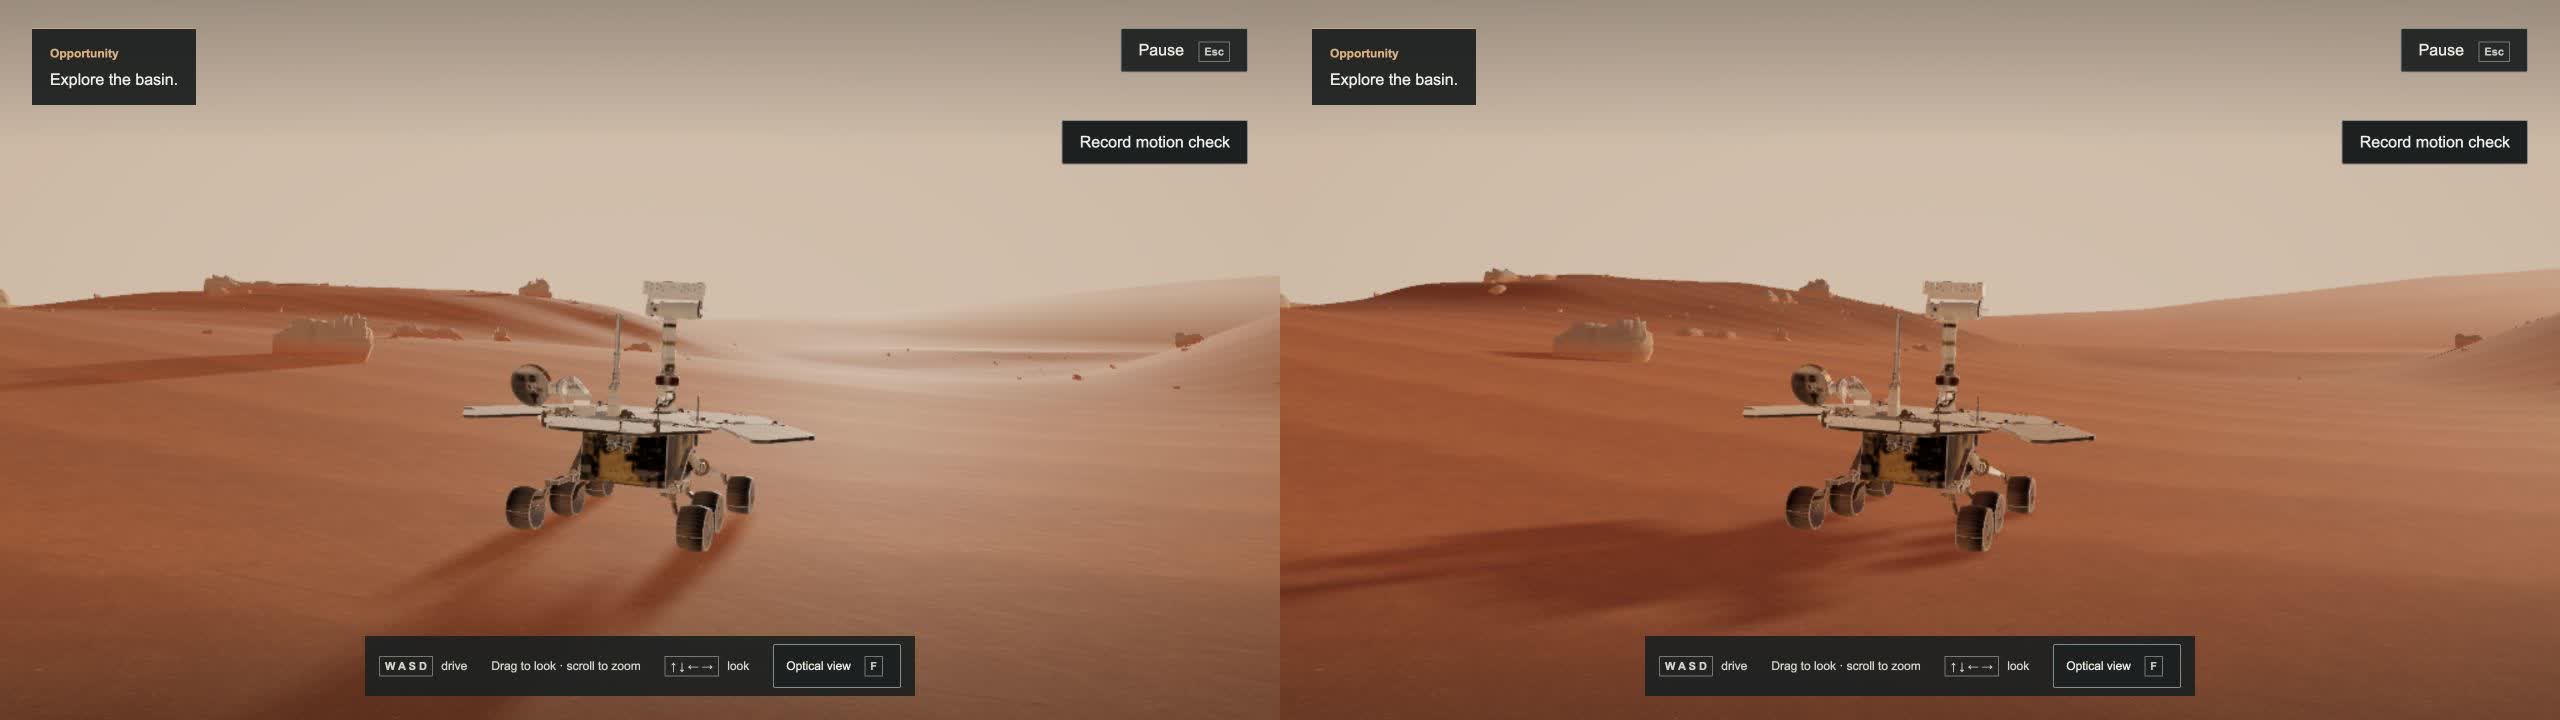 Opportunity
Explore the basin.
Pause Esc
Record motion check
W A S D drive Drag to look · scroll to zoom ↑↓←→ look Optical view F
Opportunity
Explore the basin.
Pause Esc
Record motion check
W A S D drive Drag to look · scroll to zoom ↑↓←→ look Optical view F